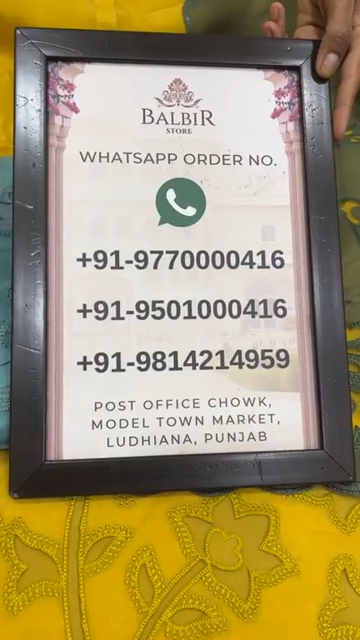 BALBIR
STORE
WHATSAPP ORDER NO.
+91-9770000416
+91-9501000416
+91-9814214959
POST OFFICE CHOWK,
MODEL TOWN MARKET,
LUDHIANA, PUNJAB